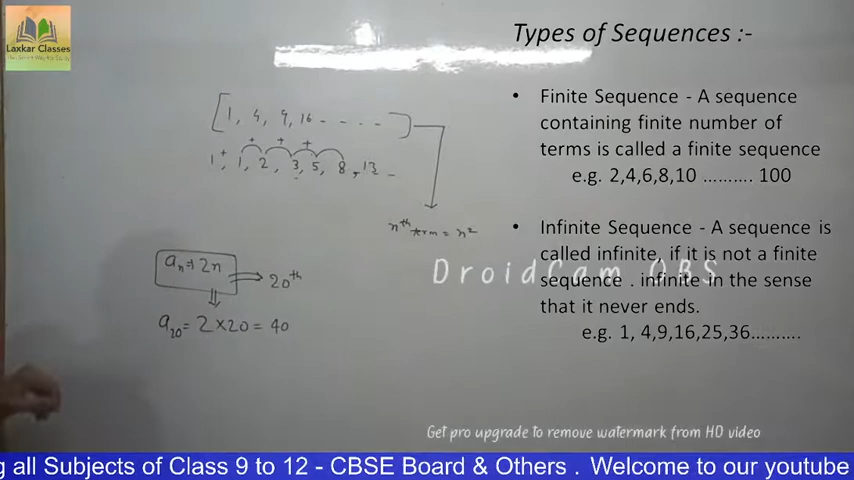 Laxkar Classes
Types of Sequences :-
• Finite Sequence - A sequence
containing finite number of
terms is called a finite sequence
e.g. 2,4,6,8,10 .......... 100
• Infinite Sequence - A sequence is
called infinite, if it is not a finite
sequence . infinite in the sense
that it never ends.
e.g. 1, 4,9,16,25,36..........
[1, 4, 9, 16 - - - - - ]
1, 1, 2, 3, 5, 8, 13 -
+ + + +
nth term = n²
an = 2n
20th
a20 = 2 × 20 = 40
DroidCam OBS
Get pro upgrade to remove watermark from HD video
g all Subjects of Class 9 to 12 - CBSE Board & Others . Welcome to our youtube